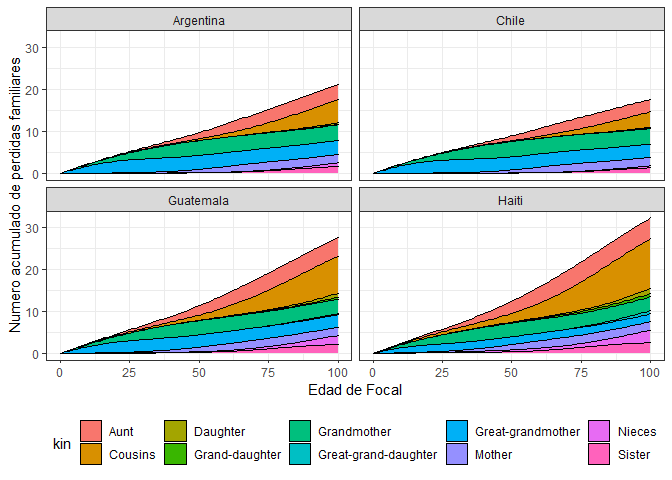 Argentina
Chile
30
20
10
0
Guatemala
Haiti
30
20
10
0
Numero acumulado de perdidas familiares
0
25
50
75
100
0
25
50
75
100
Edad de Focal
kin
Aunt
Daughter
Grandmother
Great-grandmother
Nieces
Cousins
Grand-daughter
Great-grand-daughter
Mother
Sister